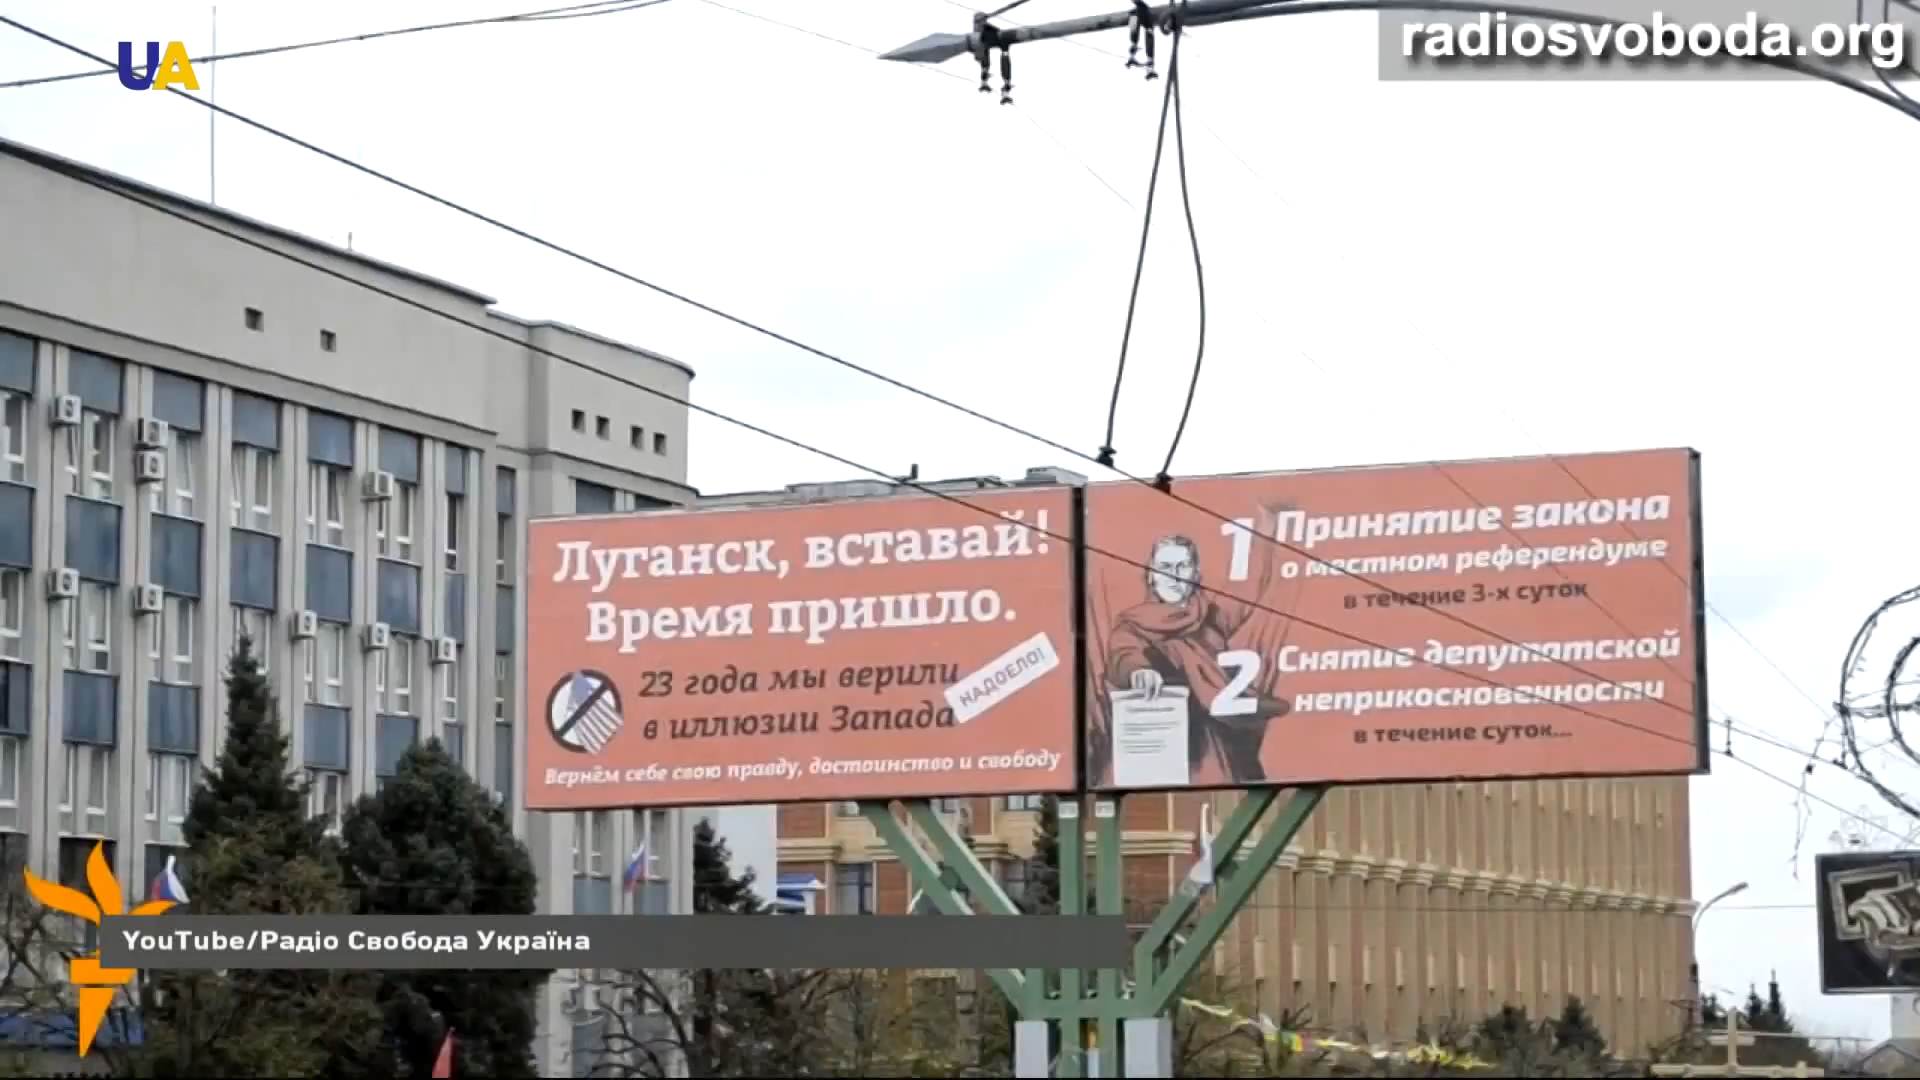 UA
radiosvoboda.org
Луганск, вставай!
Время пришло.
23 года мы верили
в иллюзии Запада
НАДОЕЛО!
Вернём себе свою правду, достоинство и свободу
1 Принятие закона
о местном референдуме
в течение 3-х суток
2 Снятие депутатской
неприкосновенности
в течение суток...
YouTube/Радіо Свобода Україна